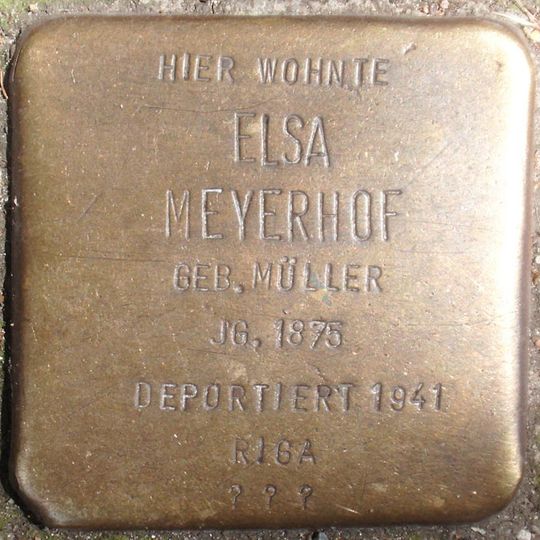 HIER WOHNTE
ELSA
MEYERHOF
GEB. MÜLLER
JG. 1875
DEPORTIERT 1941
RIGA
? ? ?